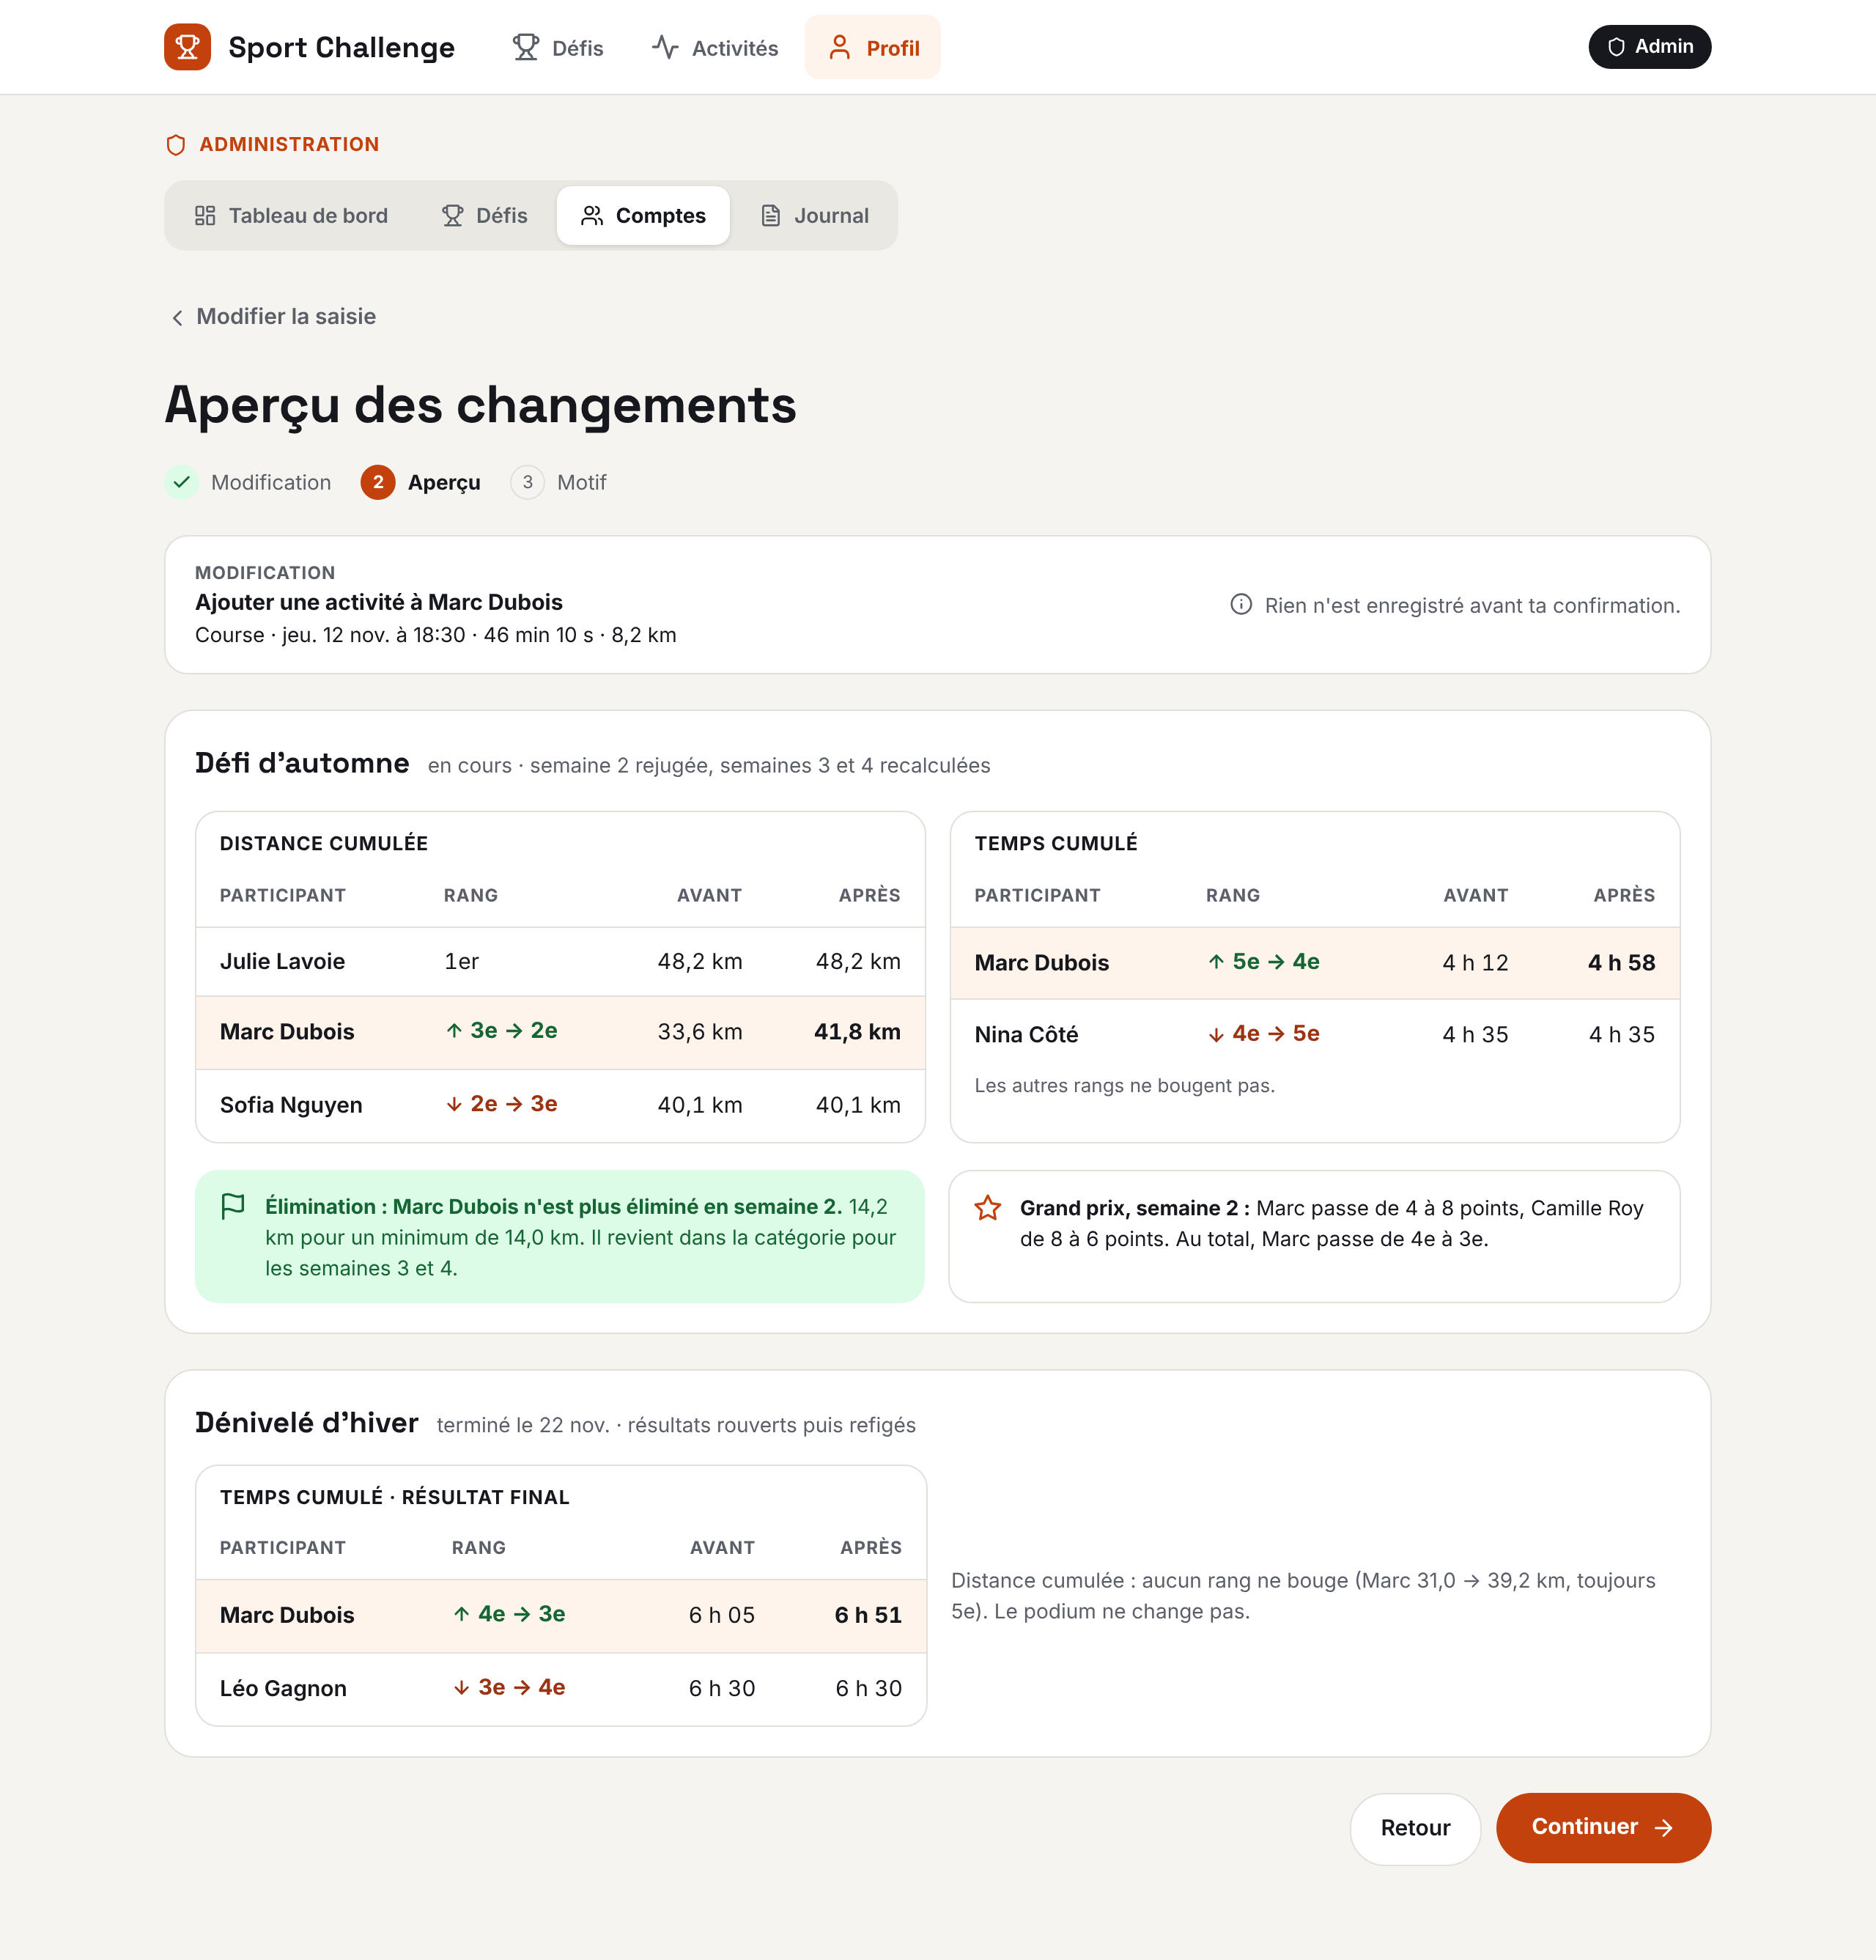 Sport Challenge
Défis
Activités
Profil
Admin
ADMINISTRATION
Tableau de bord
Défis
Comptes
Journal
Modifier la saisie
Aperçu des changements
Modification
2 Aperçu
3 Motif
MODIFICATION
Ajouter une activité à Marc Dubois
Course · jeu. 12 nov. à 18:30 · 46 min 10 s · 8,2 km
Rien n'est enregistré avant ta confirmation.
Défi d’automne en cours · semaine 2 rejugée, semaines 3 et 4 recalculées
DISTANCE CUMULÉE
PARTICIPANT RANG AVANT APRÈS
Julie Lavoie 1er 48,2 km 48,2 km
Marc Dubois ↑ 3e → 2e 33,6 km 41,8 km
Sofia Nguyen ↓ 2e → 3e 40,1 km 40,1 km
TEMPS CUMULÉ
PARTICIPANT RANG AVANT APRÈS
Marc Dubois ↑ 5e → 4e 4 h 12 4 h 58
Nina Côté ↓ 4e → 5e 4 h 35 4 h 35
Les autres rangs ne bougent pas.
Élimination : Marc Dubois n'est plus éliminé en semaine 2. 14,2
km pour un minimum de 14,0 km. Il revient dans la catégorie pour
les semaines 3 et 4.
Grand prix, semaine 2 : Marc passe de 4 à 8 points, Camille Roy
de 8 à 6 points. Au total, Marc passe de 4e à 3e.
Dénivelé d’hiver terminé le 22 nov. · résultats rouverts puis refigés
TEMPS CUMULÉ · RÉSULTAT FINAL
PARTICIPANT RANG AVANT APRÈS
Marc Dubois ↑ 4e → 3e 6 h 05 6 h 51
Léo Gagnon ↓ 3e → 4e 6 h 30 6 h 30
Distance cumulée : aucun rang ne bouge (Marc 31,0 → 39,2 km, toujours
5e). Le podium ne change pas.
Retour
Continuer →